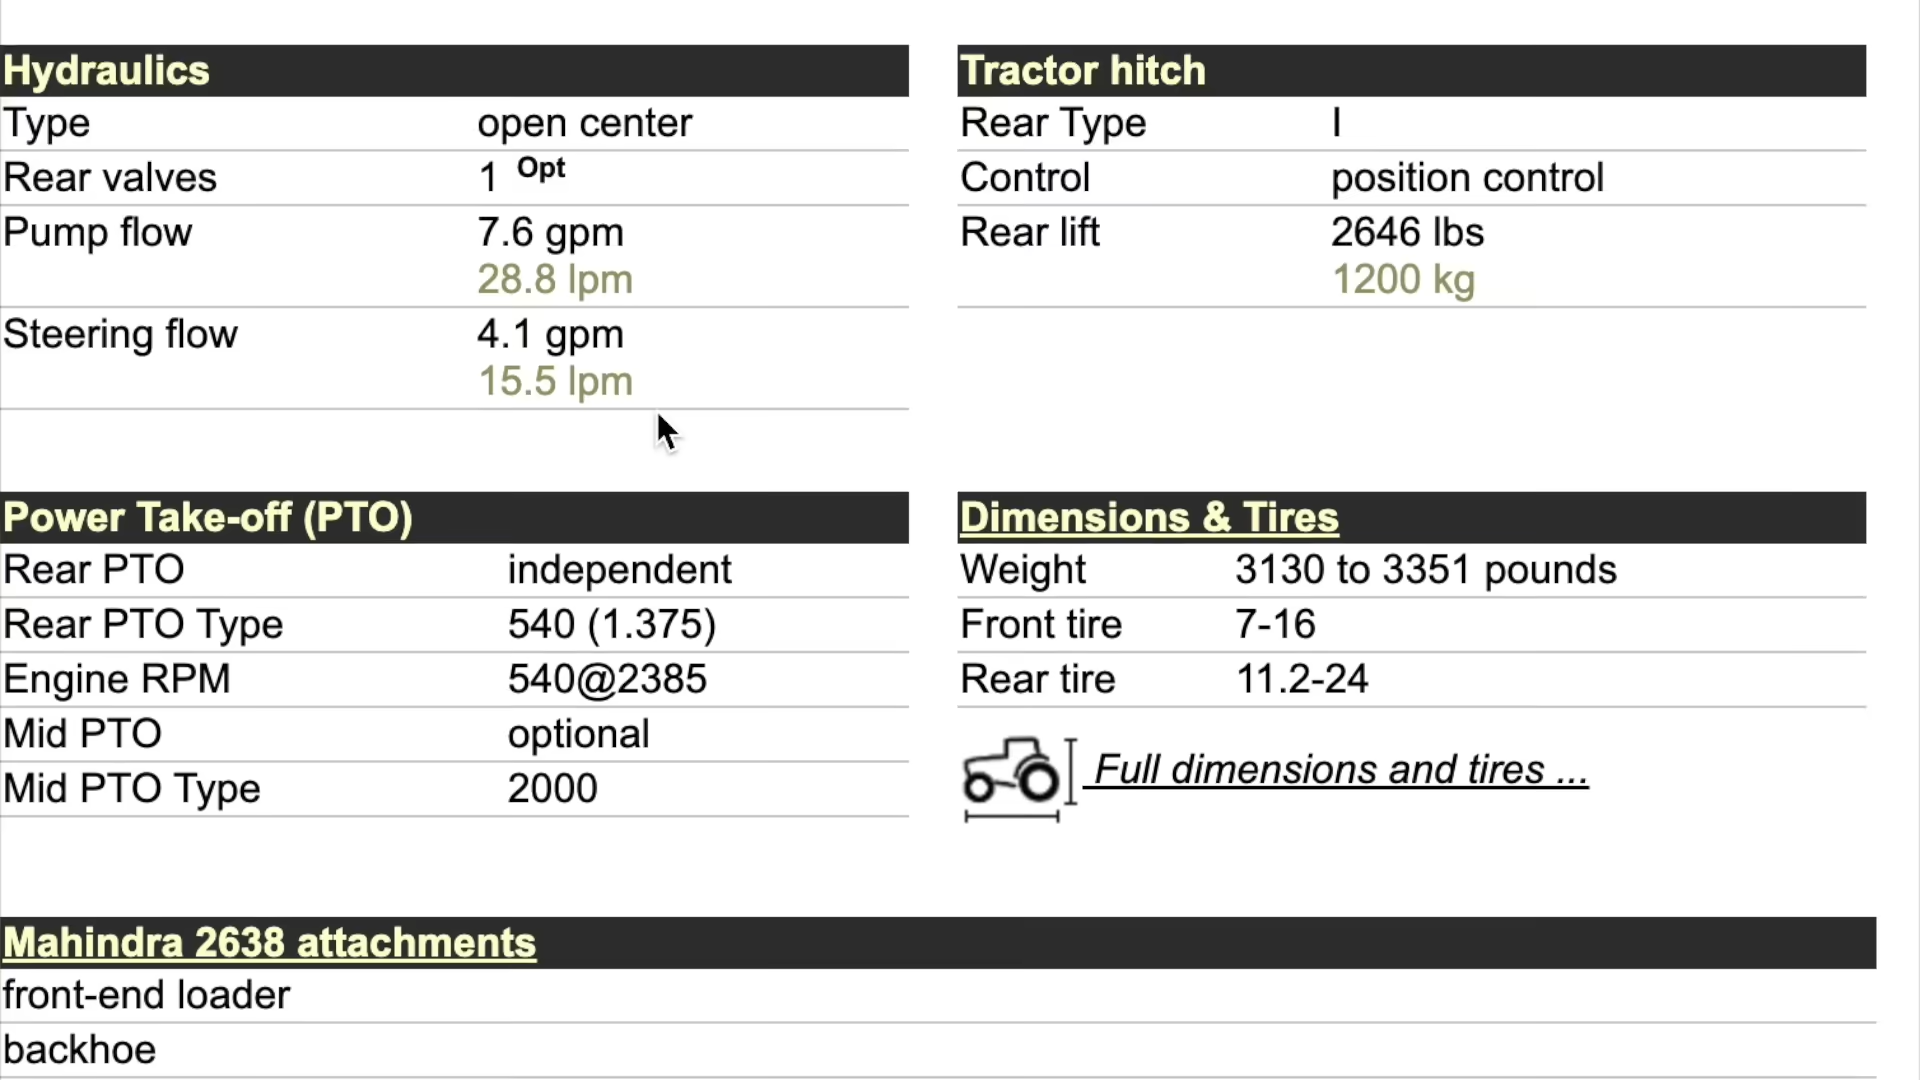 Hydraulics
Type open center
Rear valves 1 Opt
Pump flow 7.6 gpm
28.8 lpm
Steering flow 4.1 gpm
15.5 lpm
Tractor hitch
Rear Type I
Control position control
Rear lift 2646 lbs
1200 kg
Power Take-off (PTO)
Rear PTO independent
Rear PTO Type 540 (1.375)
Engine RPM 540@2385
Mid PTO optional
Mid PTO Type 2000
Dimensions & Tires
Weight 3130 to 3351 pounds
Front tire 7-16
Rear tire 11.2-24
Full dimensions and tires ...
Mahindra 2638 attachments
front-end loader
backhoe